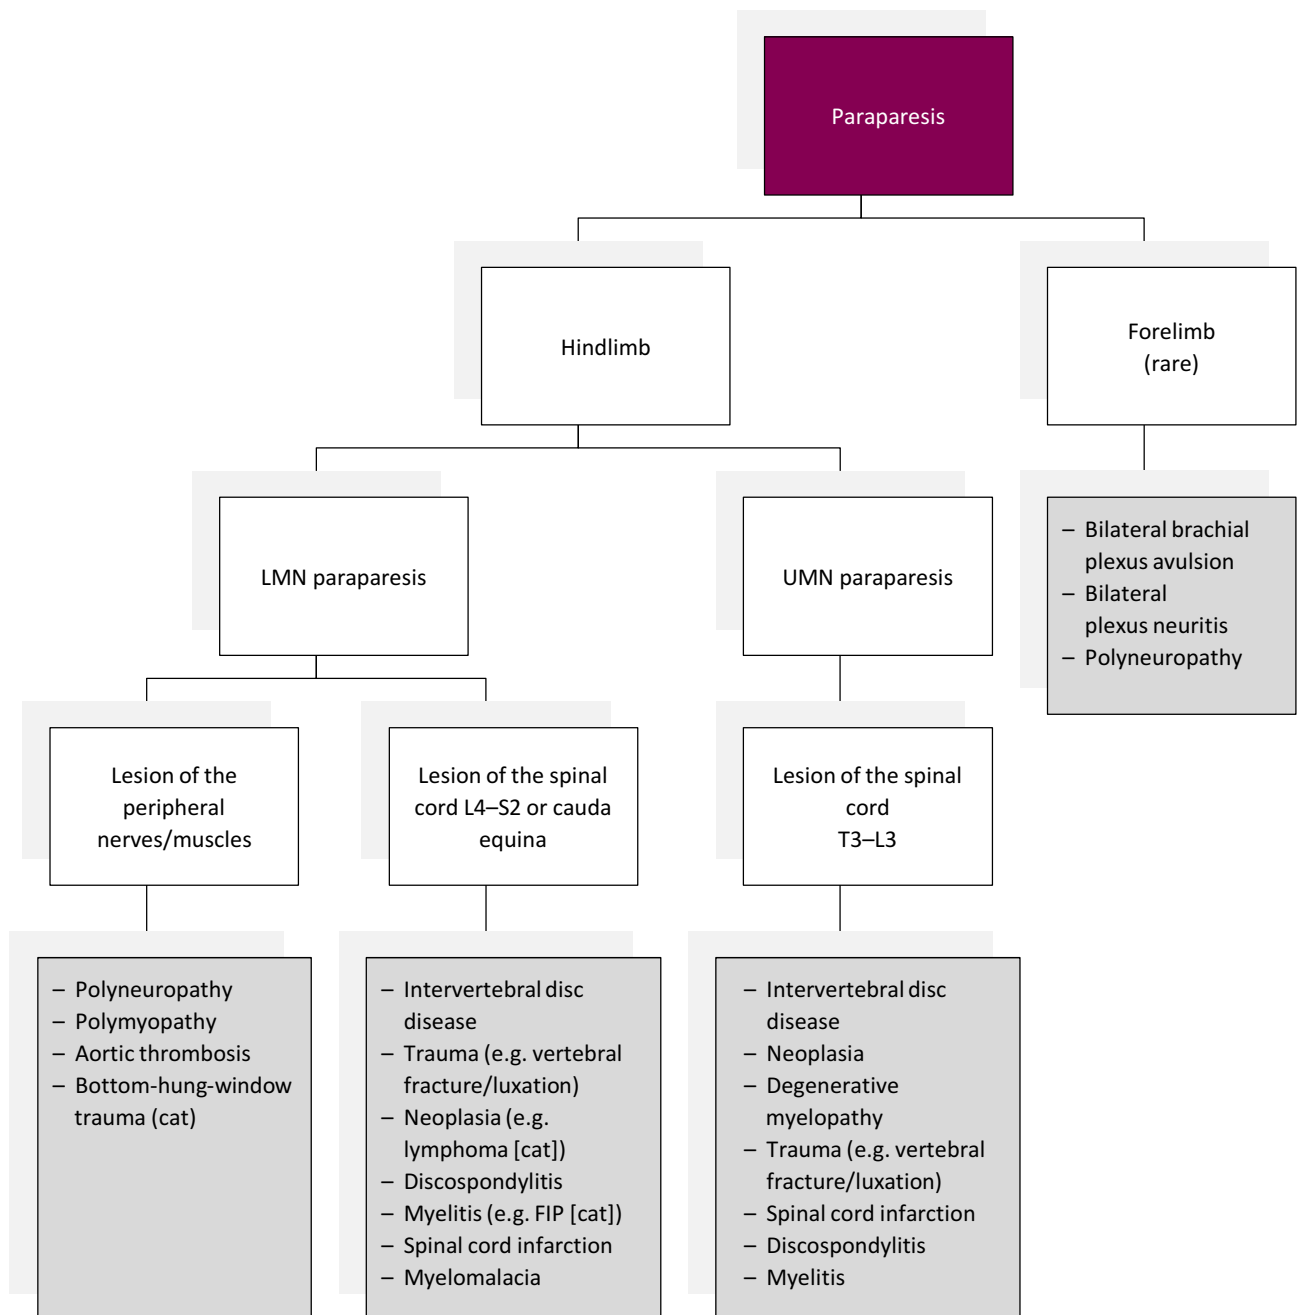 Paraparesis
Hindlimb
Forelimb
(rare)
LMN paraparesis
UMN paraparesis
– Bilateral brachial
plexus avulsion
– Bilateral
plexus neuritis
– Polyneuropathy
Lesion of the
peripheral
nerves/muscles
Lesion of the spinal
cord L4–S2 or cauda
equina
Lesion of the spinal
cord
T3–L3
– Polyneuropathy
– Polymyopathy
– Aortic thrombosis
– Bottom-hung-window
trauma (cat)
– Intervertebral disc
disease
– Trauma (e.g. vertebral
fracture/luxation)
– Neoplasia (e.g.
lymphoma [cat])
– Discospondylitis
– Myelitis (e.g. FIP [cat])
– Spinal cord infarction
– Myelomalacia
– Intervertebral disc
disease
– Neoplasia
– Degenerative
myelopathy
– Trauma (e.g. vertebral
fracture/luxation)
– Spinal cord infarction
– Discospondylitis
– Myelitis